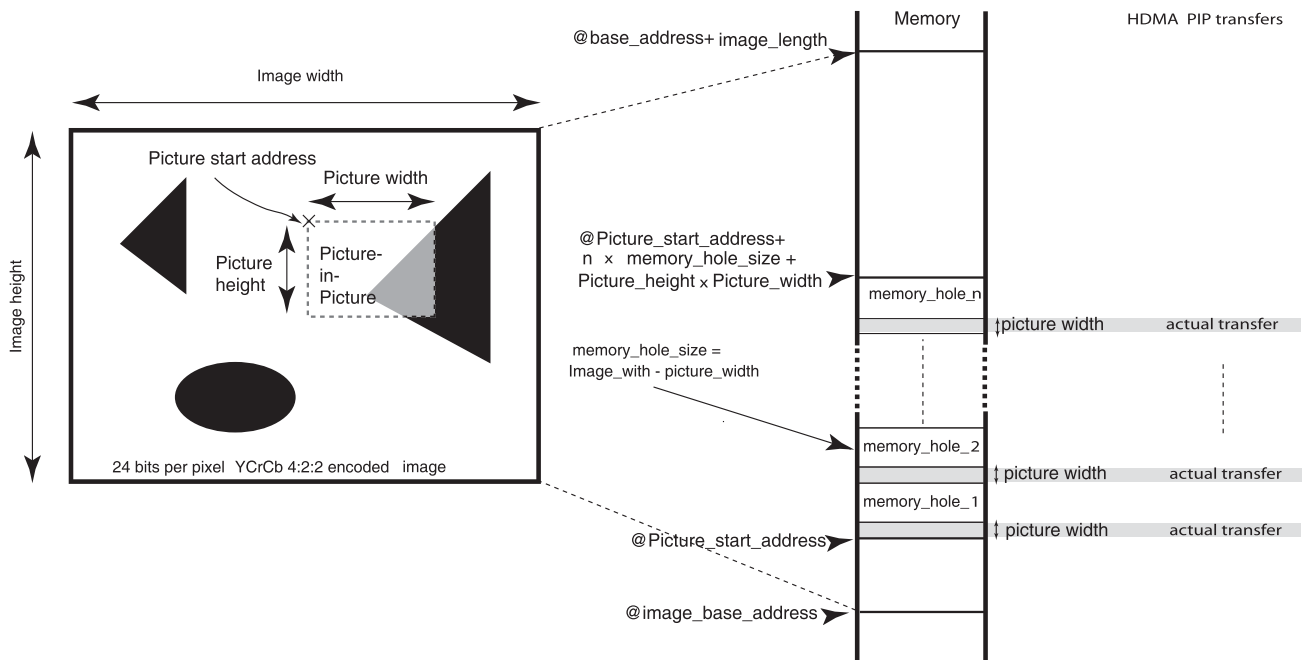 Memory
HDMA PIP transfers
@base_address+ image_length
Image width
Picture start address
Picture width
Image height
Picture
height
Picture-
in-
Picture
@Picture_start_address+
n x memory_hole_size +
Picture_height x Picture_width
memory_hole_n
picture width
actual transfer
memory_hole_size =
Image_with - picture_width
memory_hole_2
picture width
actual transfer
24 bits per pixel YCrCb 4:2:2 encoded image
memory_hole_1
picture width
actual transfer
@Picture_start_address
@image_base_address